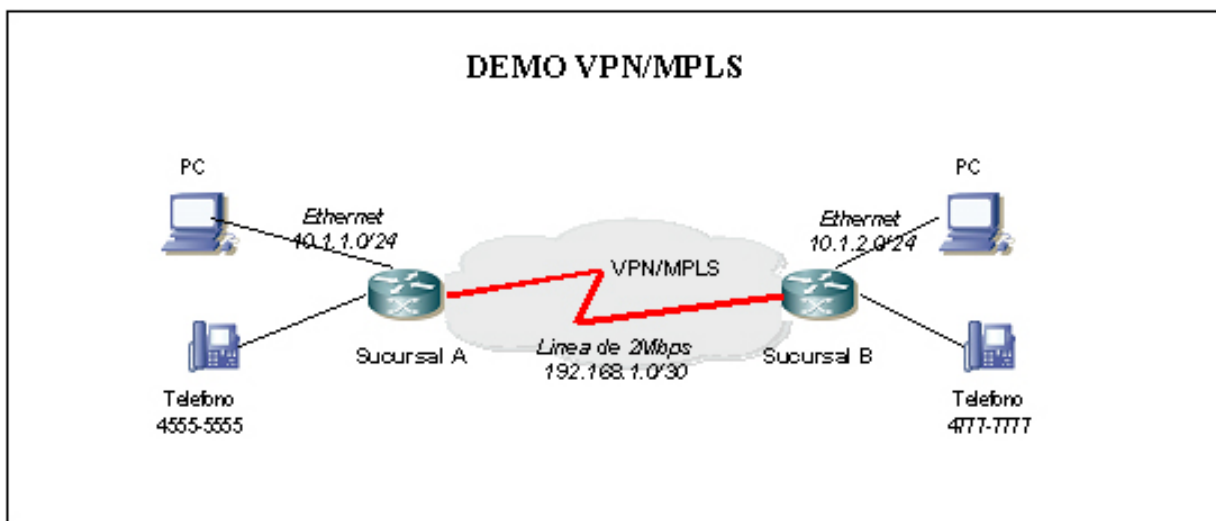 DEMO VPN/MPLS
PC
Ethernet
10.1.1.0/24
Telefono
4555-5555
Sucursal A
VPN/MPLS
Linea de 2Mbps
192.168.1.0/30
PC
Ethernet
10.1.2.0/24
Sucursal B
Telefono
4777-7777